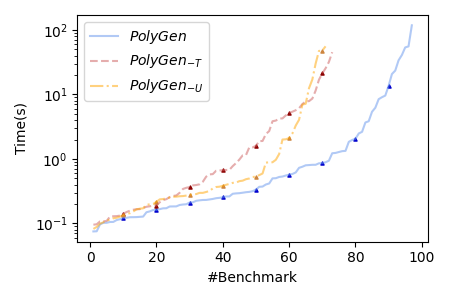 PolyGen
PolyGen₋T
PolyGen₋U
Time(s)
10²
10¹
10⁰
10⁻¹
0 20 40 60 80 100
#Benchmark